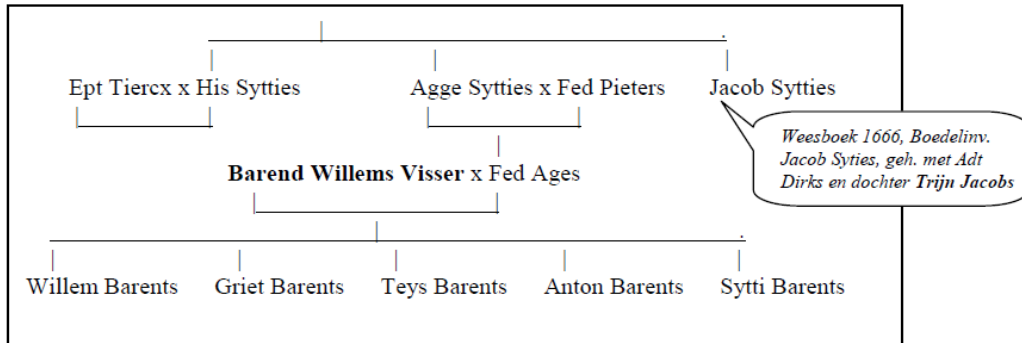 Ept Tiercx x His Sytties Agge Sytties x Fed Pieters Jacob Sytties
Weesboek 1666, Boedelinv.
Jacob Syties, geh. met Adt
Dirks en dochter Trijn Jacobs
Barend Willems Visser x Fed Ages
Willem Barents Griet Barents Teys Barents Anton Barents Sytti Barents